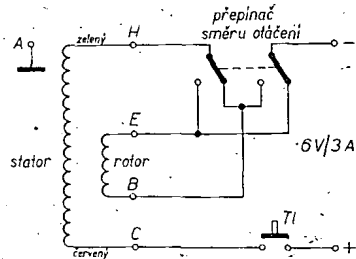 přepínač
směru otáčení
A
zelený
H
−
E
6V/3A
stator
rotor
B
Tl
C
+
červený